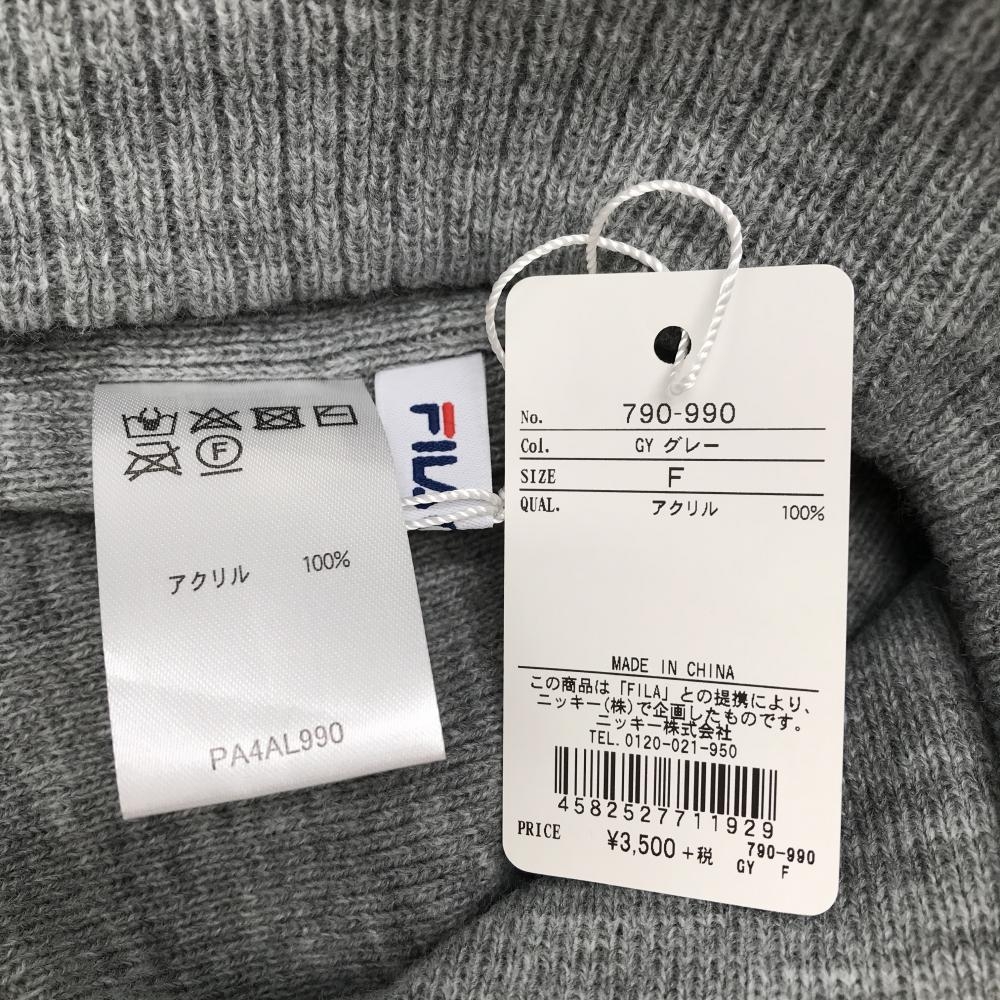 F
アクリル 100%
PA4AL990
FILA
No. 790-990
Col. GY グレー
SIZE F
QUAL. アクリル 100%
MADE IN CHINA
この商品は「FILA」との提携により、
ニッキー(株)で企画したものです。
ニッキー株式会社
TEL. 0120-021-950
4582527711929
PRICE ¥3,500+税 790-990
GY F